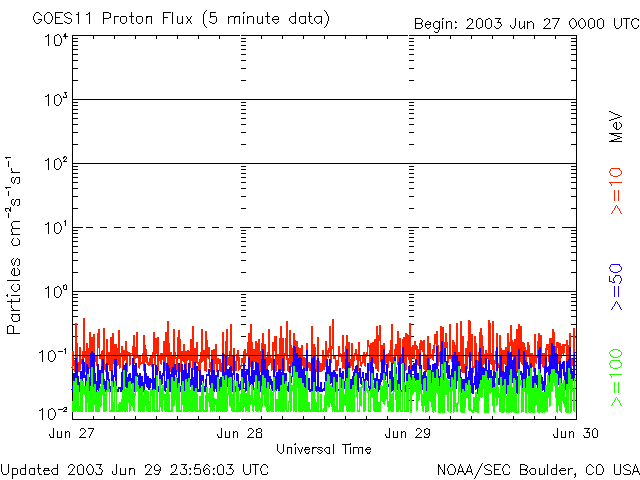 GOES11 Proton Flux (5 minute data)
Begin: 2003 Jun 27 0000 UTC
Particles cm⁻²s⁻¹sr⁻¹
10⁴
10³
10²
10¹
10⁰
10⁻¹
10⁻²
Jun 27
Jun 28
Jun 29
Jun 30
Universal Time
MeV
>=10
>=50
>=100
Updated 2003 Jun 29 23:56:03 UTC
NOAA/SEC Boulder, CO USA